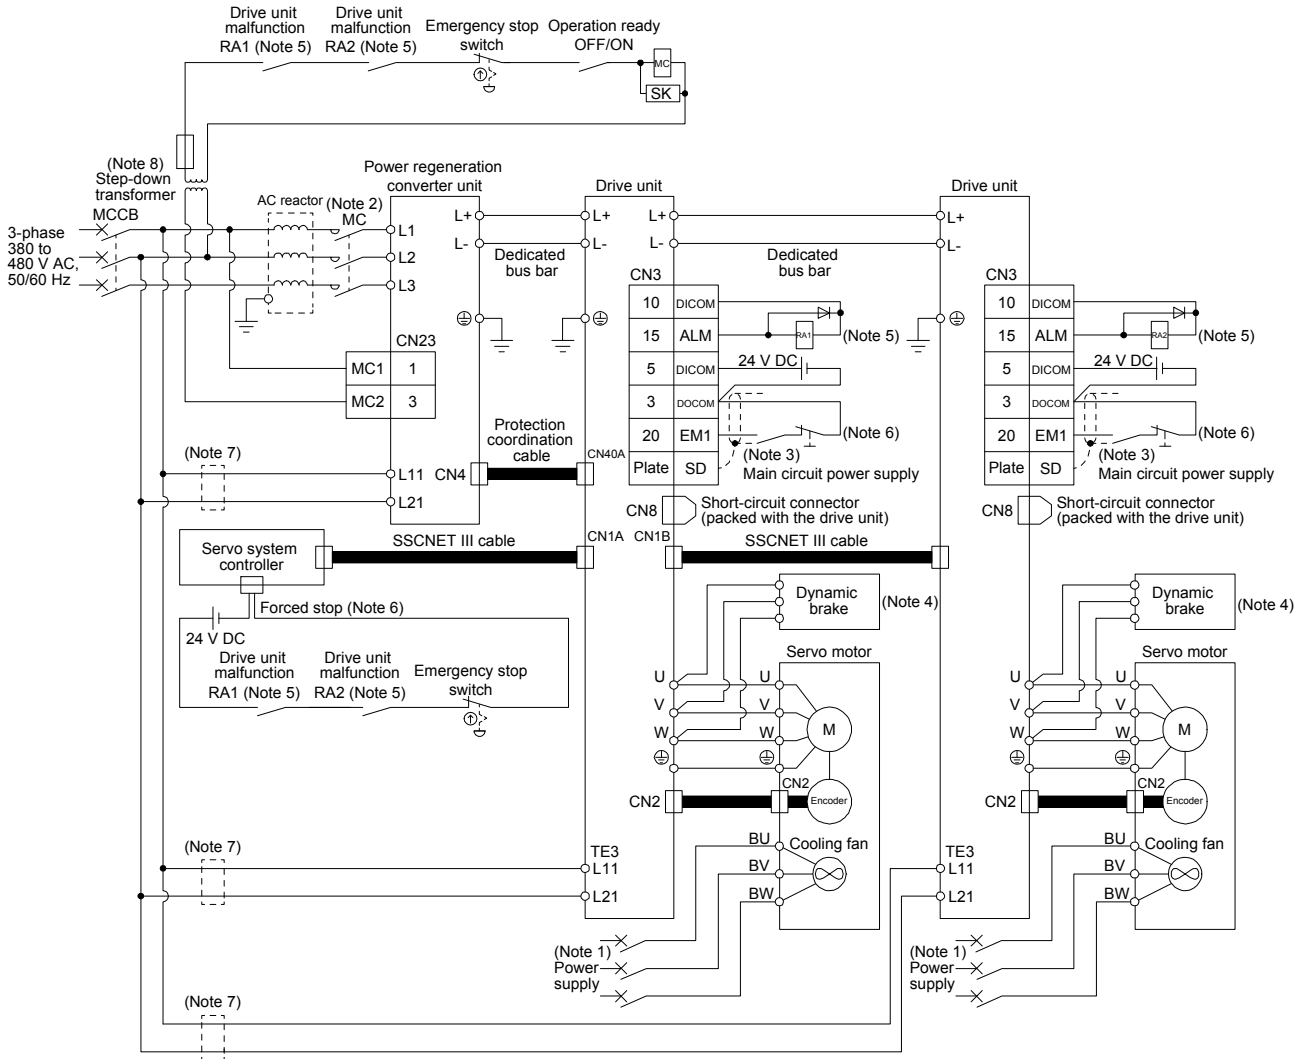 Drive unit
malfunction
RA1 (Note 5)
Drive unit
malfunction
RA2 (Note 5)
Emergency stop
switch
Operation ready
OFF/ON
MC
SK
(Note 8)
Step-down
transformer
MCCB
3-phase
380 to
480 V AC,
50/60 Hz
AC reactor
(Note 2)
MC
Power regeneration
converter unit
L+
L-
L1
L2
L3
CN23
MC1
1
MC2
3
(Note 7)
L11
L21
CN4
Protection
coordination
cable
CN40A
Dedicated
bus bar
Drive unit
L+
L-
L+
L-
Dedicated
bus bar
Drive unit
L+
L-
CN3
10
DICOM
15
ALM
RA1
(Note 5)
5
DICOM
24 V DC
3
DOCOM
20
EM1
(Note 6)
Plate
SD
(Note 3)
Main circuit power supply
CN8
Short-circuit connector
(packed with the drive unit)
CN3
10
DICOM
15
ALM
RA2
(Note 5)
5
DICOM
24 V DC
3
DOCOM
20
EM1
(Note 6)
Plate
SD
(Note 3)
Main circuit power supply
CN8
Short-circuit connector
(packed with the drive unit)
Servo system
controller
SSCNET III cable
CN1A
CN1B
SSCNET III cable
Forced stop (Note 6)
24 V DC
Drive unit
malfunction
RA1 (Note 5)
Drive unit
malfunction
RA2 (Note 5)
Emergency stop
switch
Dynamic
brake
(Note 4)
Servo motor
U
V
W
U
V
W
M
CN2
CN2
Encoder
BU
BV
BW
Cooling fan
Dynamic
brake
(Note 4)
Servo motor
U
V
W
U
V
W
M
CN2
CN2
Encoder
BU
BV
BW
Cooling fan
(Note 7)
TE3
L11
L21
TE3
L11
L21
(Note 1)
Power
supply
(Note 1)
Power
supply
(Note 7)